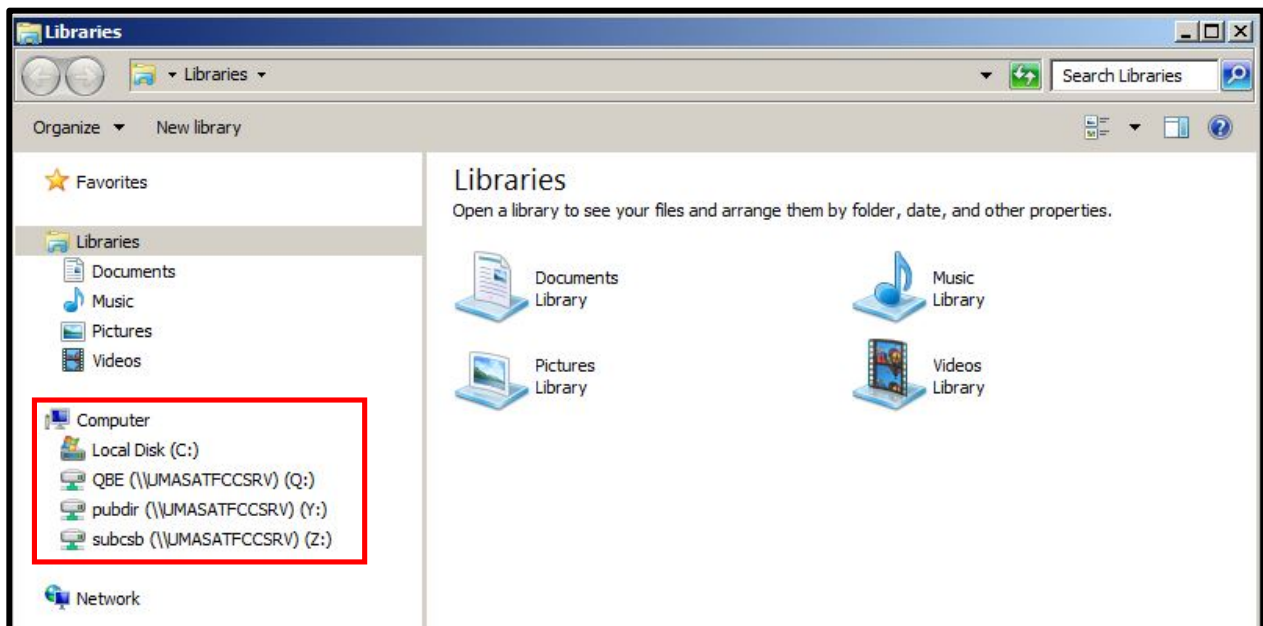 Libraries
Libraries
Search Libraries
Organize
New library
Favorites
Libraries
Documents
Music
Pictures
Videos
Computer
Local Disk (C:)
QBE (\\UMASATFCCSRV) (Q:)
pubdir (\\UMASATFCCSRV) (Y:)
subcsb (\\UMASATFCCSRV) (Z:)
Network
Libraries
Open a library to see your files and arrange them by folder, date, and other properties.
Documents
Library
Music
Library
Pictures
Library
Videos
Library